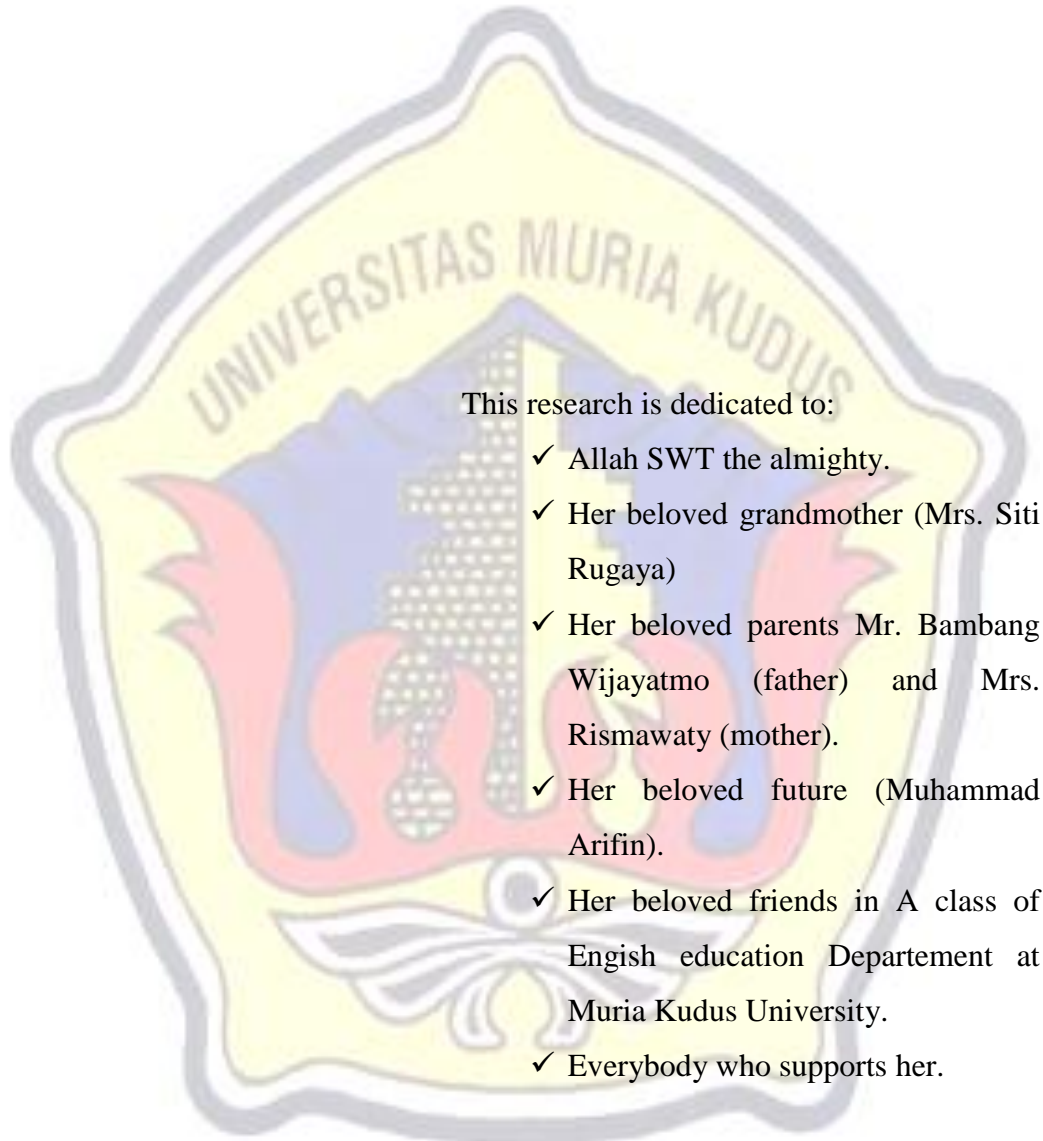 UNIVERSITAS MURIA KUDUS
This research is dedicated to:
✓ Allah SWT the almighty.
✓ Her beloved grandmother (Mrs. Siti
Rugaya)
✓ Her beloved parents Mr. Bambang
Wijayatmo (father) and Mrs.
Rismawaty (mother).
✓ Her beloved future (Muhammad
Arifin).
✓ Her beloved friends in A class of
Engish education Departement at
Muria Kudus University.
✓ Everybody who supports her.